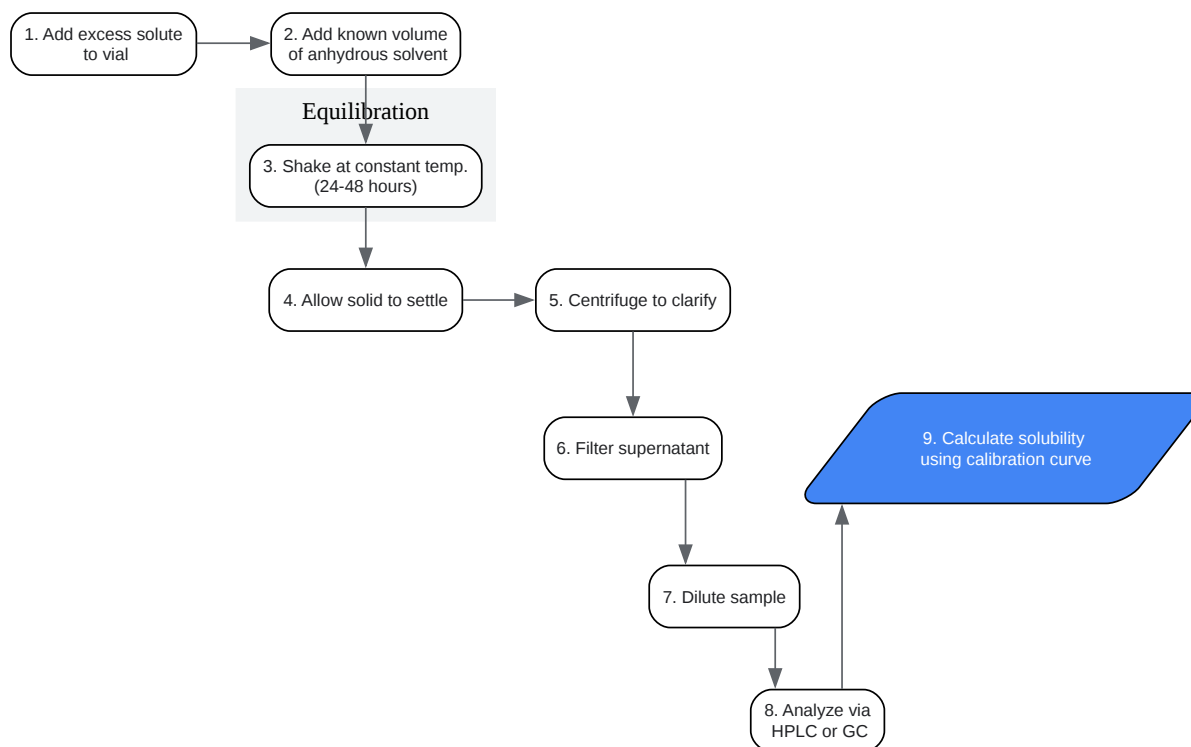 1. Add excess solute
to vial
2. Add known volume
of anhydrous solvent
Equilibration
3. Shake at constant temp.
(24-48 hours)
4. Allow solid to settle
5. Centrifuge to clarify
6. Filter supernatant
7. Dilute sample
8. Analyze via
HPLC or GC
9. Calculate solubility
using calibration curve